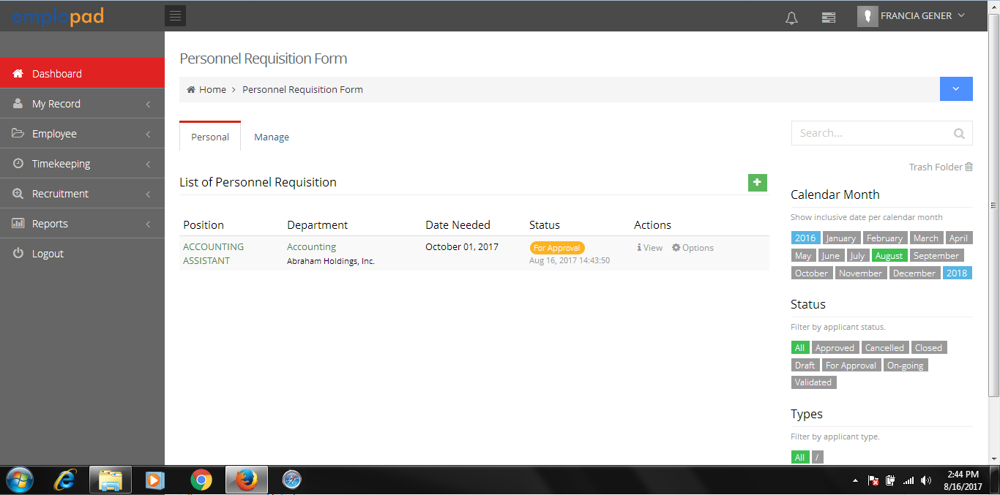 emplopad
FRANCIA GENER
Dashboard
My Record
Employee
Timekeeping
Recruitment
Reports
Logout
Personnel Requisition Form
Home > Personnel Requisition Form
Personal Manage
List of Personnel Requisition
Position Department Date Needed Status Actions
ACCOUNTING ASSISTANT
Accounting
Abraham Holdings, Inc.
October 01, 2017
For Approval
Aug 16, 2017 14:43:50
View Options
Search...
Trash Folder
Calendar Month
Show inclusive date per calendar month
2016 January February March April
May June July August September
October November December 2018
Status
Filter by applicant status.
All Approved Cancelled Closed
Draft For Approval On-going
Validated
Types
Filter by applicant type.
All /
2:44 PM
8/16/2017